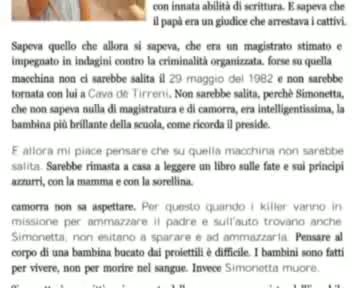 con innata abilità di scrittura. E sapeva che
il papà era un giudice che arrestava i cattivi.
Sapeva quello che allora si sapeva, che era un magistrato stimato e
impegnato in indagini contro la criminalità organizzata. forse su quella
macchina non ci sarebbe salita il 29 maggio del 1982 e non sarebbe
tornata con lui a Cava de Tirreni. Non sarebbe salita, perchè Simonetta,
che non sapeva nulla di magistratura e di camorra, era intelligentissima, la
bambina più brillante della scuola, come ricorda il preside.
E allora mi piace pensare che su quella macchina non sarebbe
salita. Sarebbe rimasta a casa a leggere un libro sulle fate e sui principi
azzurri, con la mamma e con la sorellina.
camorra non sa aspettare. Per questo quando i killer vanno in
missione per ammazzare il padre e sull'auto trovano anche
Simonetta, non esitano a sparare e ad ammazzarla. Pensare al
corpo di una bambina bucato dai proiettili è difficile. I bambini sono fatti
per vivere, non per morire nel sangue. Invece Simonetta muore.